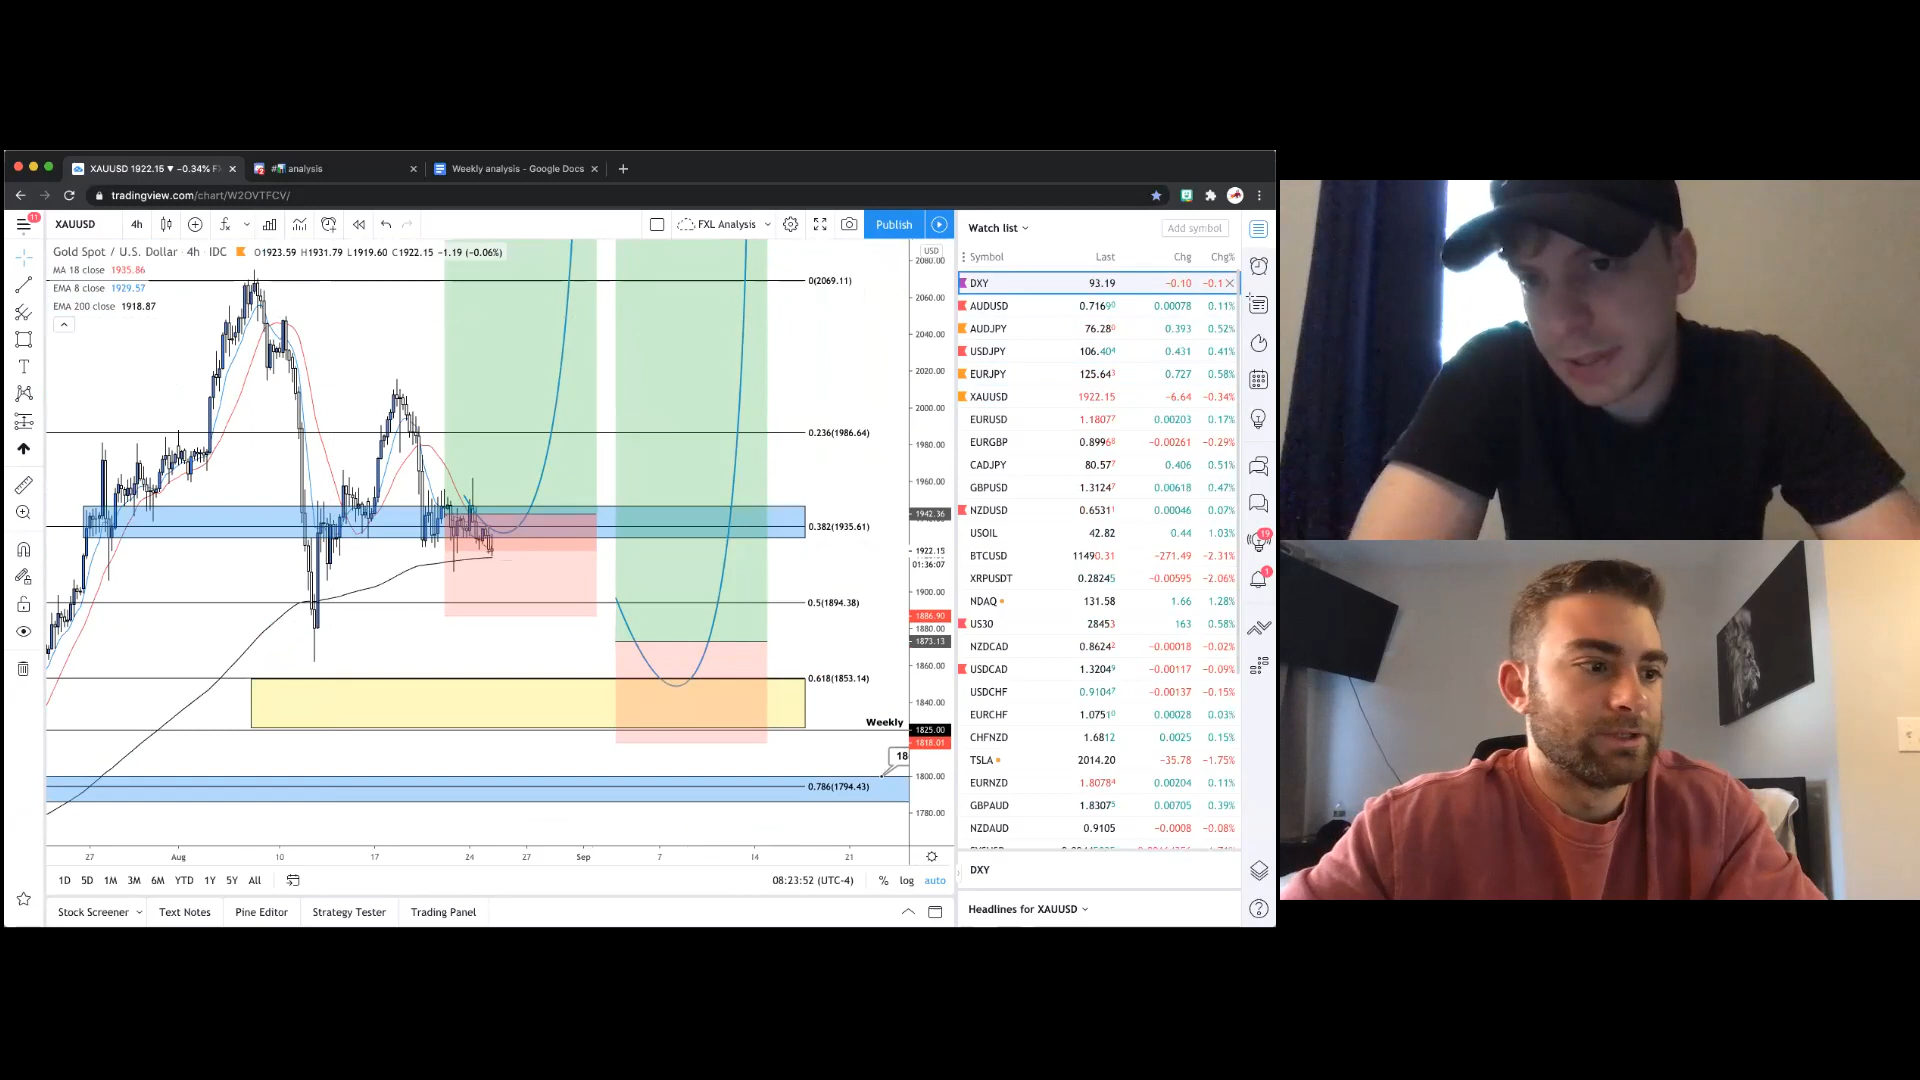 XAUUSD 1922.15 ▼ −0.34% FX
# analysis
Weekly analysis - Google Docs
tradingview.com/chart/W2OVTFCV/
11
XAUUSD
4h
FXL Analysis
Publish
Gold Spot / U.S. Dollar · 4h · IDC
O1923.59 H1931.79 L1919.60 C1922.15 −1.19 (−0.06%)
MA 18 close 1935.86
EMA 8 close 1929.57
EMA 200 close 1918.87
USD
2080.00
2060.00
2040.00
2020.00
2000.00
1980.00
1960.00
1942.36
1922.15
01:36:07
1900.00
1886.90
1880.00
1873.13
1860.00
1840.00
1825.00
1818.01
1800.00
1780.00
0(2069.11)
0.236(1986.64)
0.382(1935.61)
0.5(1894.38)
0.618(1853.14)
Weekly
18
0.786(1794.43)
27 Aug 10 17 24 27 Sep 7 14 21
1D 5D 1M 3M 6M YTD 1Y 5Y All
08:23:52 (UTC-4)
% log auto
Stock Screener
Text Notes
Pine Editor
Strategy Tester
Trading Panel
Watch list
Add symbol
Symbol Last Chg Chg%
DXY 93.19 −0.10 −0.1
AUDUSD 0.71690 0.00078 0.11%
AUDJPY 76.280 0.393 0.52%
USDJPY 106.404 0.431 0.41%
EURJPY 125.643 0.727 0.58%
XAUUSD 1922.15 −6.64 −0.34%
EURUSD 1.18077 0.00203 0.17%
EURGBP 0.89968 −0.00261 −0.29%
CADJPY 80.577 0.406 0.51%
GBPUSD 1.31247 0.00618 0.47%
NZDUSD 0.65311 0.00046 0.07%
USOIL 42.82 0.44 1.03%
BTCUSD 11490.31 −271.49 −2.31%
XRPUSDT 0.28245 −0.00595 −2.06%
NDAQ 131.58 1.66 1.28%
US30 28453 163 0.58%
NZDCAD 0.86242 −0.00018 −0.02%
USDCAD 1.32049 −0.00117 −0.09%
USDCHF 0.91047 −0.00137 −0.15%
EURCHF 1.07510 0.00028 0.03%
CHFNZD 1.6812 0.0025 0.15%
TSLA 2014.20 −35.78 −1.75%
EURNZD 1.80784 0.00204 0.11%
GBPAUD 1.83075 0.00705 0.39%
NZDAUD 0.9105 −0.0008 −0.08%
DXY
Headlines for XAUUSD
19
1